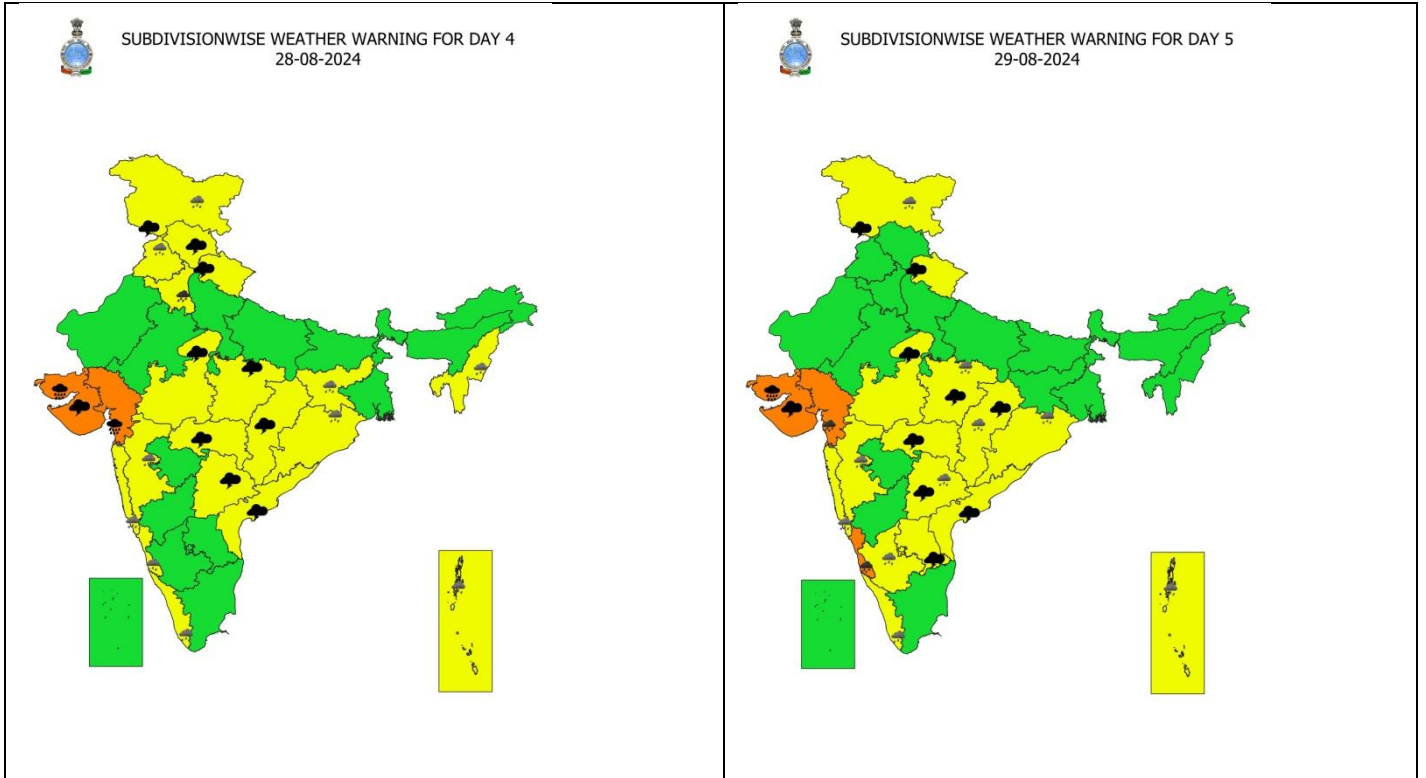 SUBDIVISIONWISE WEATHER WARNING FOR DAY 4
28-08-2024
SUBDIVISIONWISE WEATHER WARNING FOR DAY 5
29-08-2024